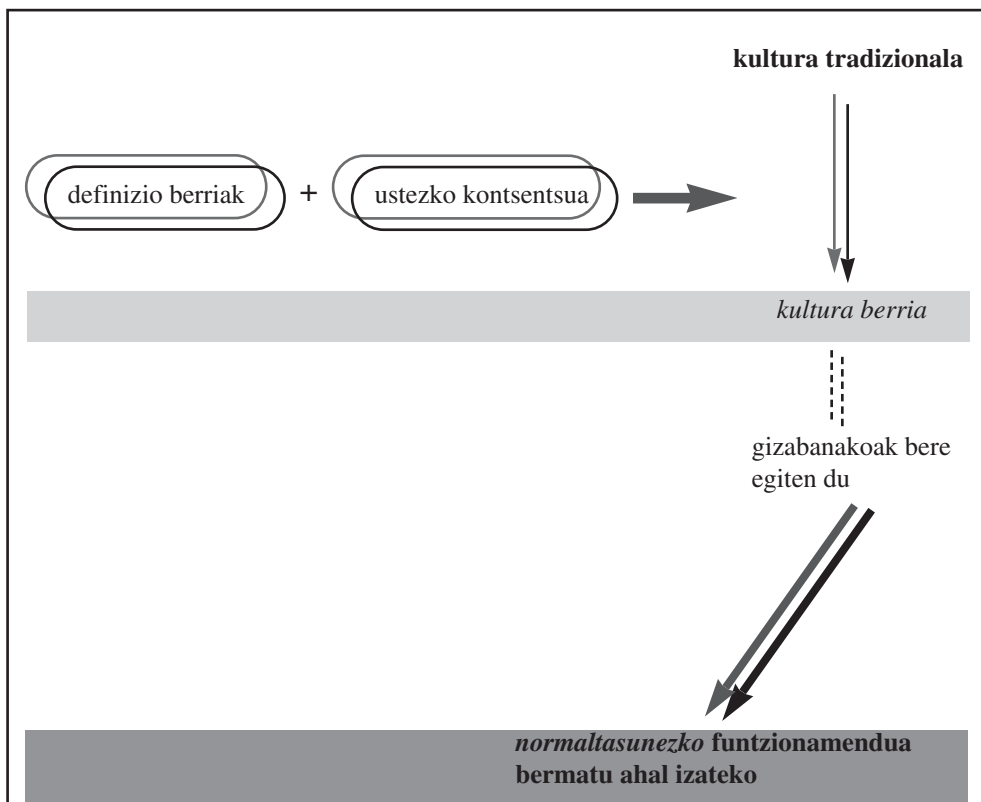 kultura tradizionala
definizio berriak + ustezko kontsentsua
kultura berria
gizabanakoak bere
egiten du
normaltasunezko funtzionamendua
bermatu ahal izateko